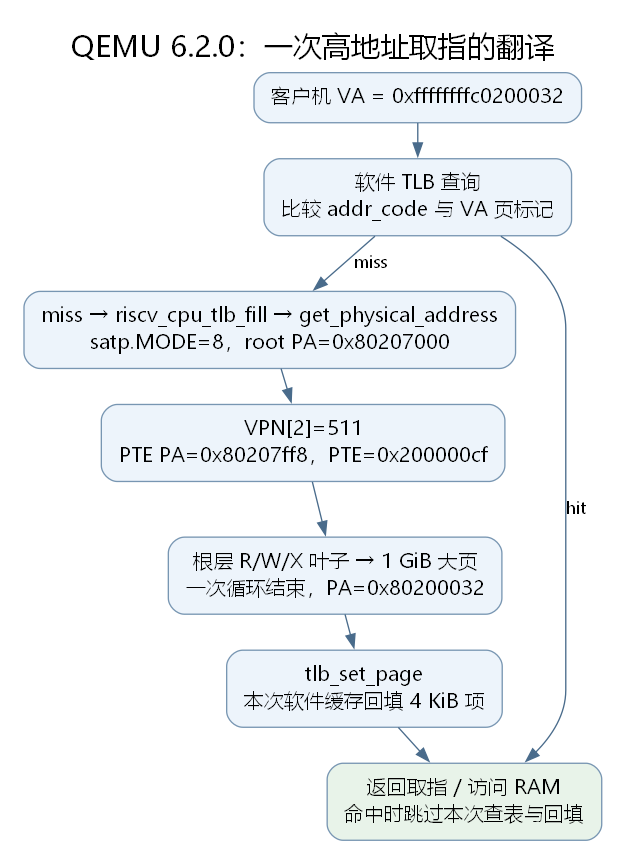 QEMU 6.2.0：一次高地址取指的翻译
客户机 VA = 0xffffffffc0200032
软件 TLB 查询
比较 addr_code 与 VA 页标记
miss
miss → riscv_cpu_tlb_fill → get_physical_address
satp.MODE=8，root PA=0x80207000
VPN[2]=511
PTE PA=0x80207ff8，PTE=0x200000cf
hit
根层 R/W/X 叶子 → 1 GiB 大页
一次循环结束，PA=0x80200032
tlb_set_page
本次软件缓存回填 4 KiB 项
返回取指 / 访问 RAM
命中时跳过本次查表与回填